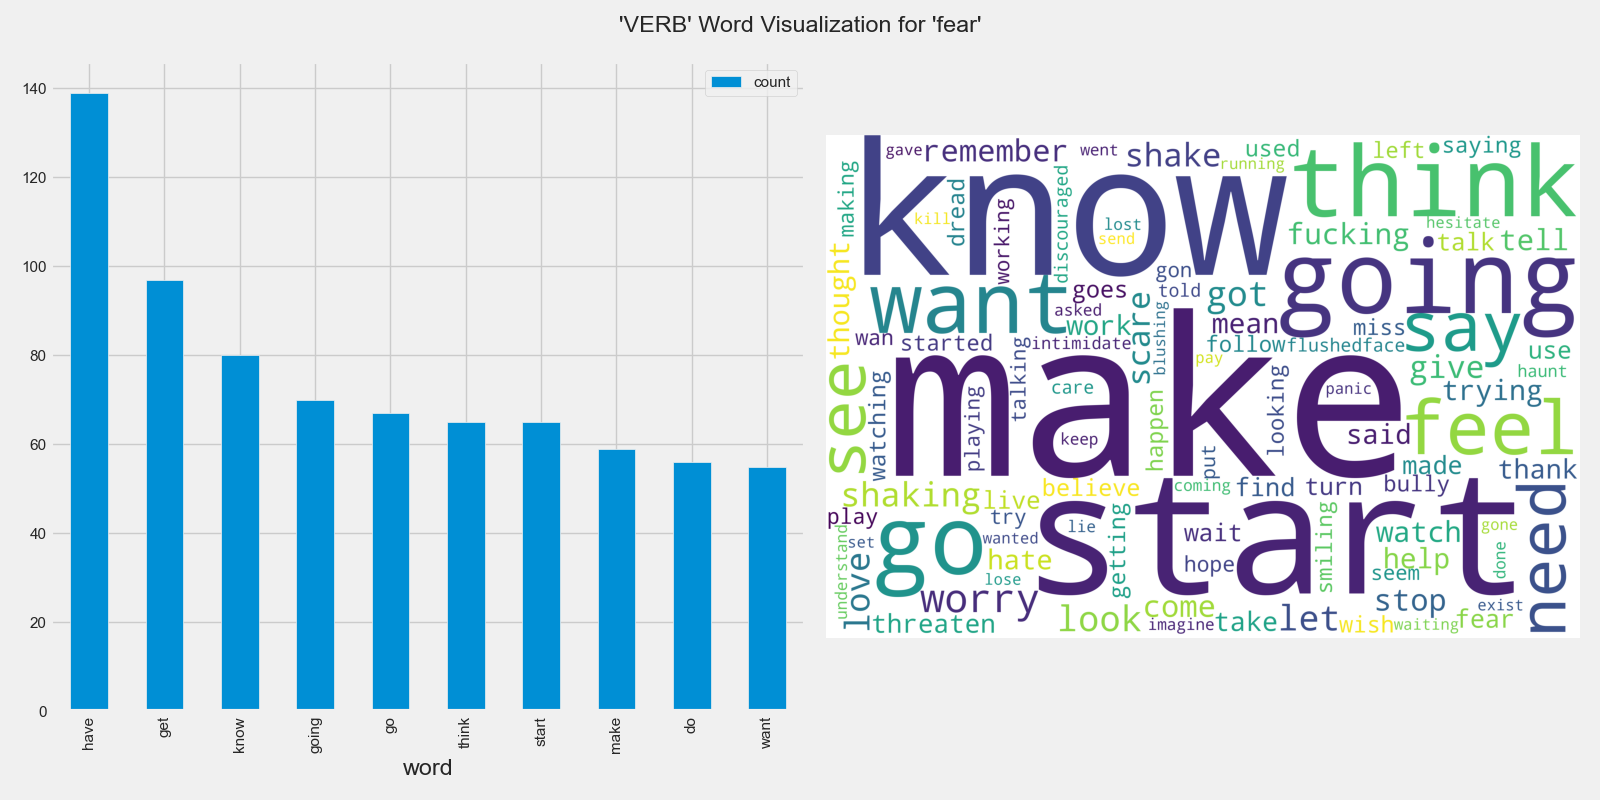 'VERB' Word Visualization for 'fear'
count
140
120
100
80
60
40
20
0
have
get
know
going
go
think
start
make
do
want
word
gave
remember
went
shake
used
left
saying
running
know
think
making
kill
dread
working
discouraged
lost
send
hesitate
fucking
talk
tell
going
thought
want
gon
told
goes
got
asked
work
scare
blushing
mean
miss
say
wan
started
intimidate
follow
flushedface
use
see
watching
make
playing
talking
care
pay
looking
panic
give
haunt
trying
feel
keep
happen
put
said
made
thank
shaking
live
believe
coming
find
turn
bully
need
play
go
try
lie
start
wait
watch
gone
set
wanted
understand
love
hate
lose
getting
hope
smiling
seem
help
done
worry
come
stop
exist
threaten
look
imagine
take
let
wish
waiting
fear